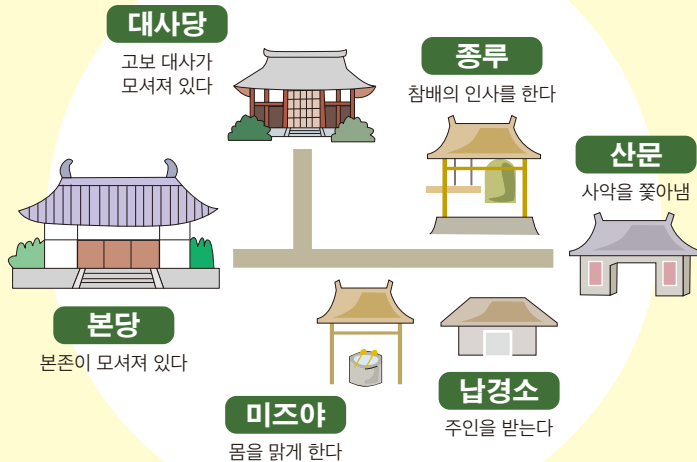 대사당
고보 대사가
모셔져 있다
종루
참배의 인사를 한다
산문
사악을 쫓아냄
본당
본존이 모셔져 있다
미즈야
몸을 맑게 한다
납경소
주인을 받는다